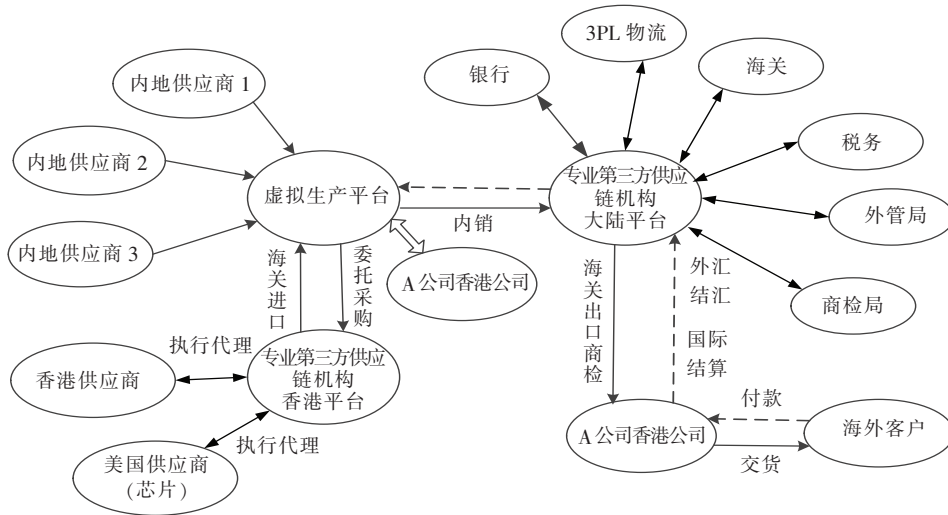 3PL 物流
银行
海关
内地供应商 1
税务
内地供应商 2
专业第三方供应
链机构
大陆平台
虚拟生产平台
内销
外管局
内地供应商 3
海关进口
委托采购
A公司香港公司
海关出口商检
外汇
结汇
商检局
执行代理
专业第三方供应
链机构
香港平台
国际
结算
香港供应商
付款
A公司香港公司
海外客户
执行代理
交货
美国供应商
(芯片)